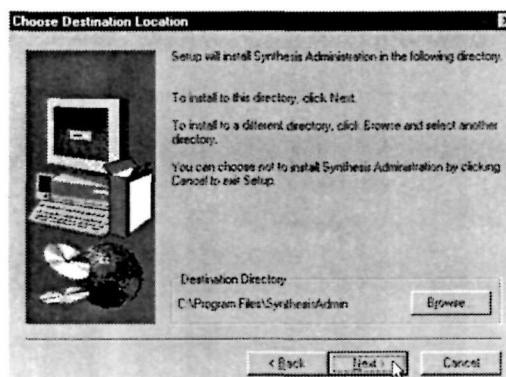 Choose Destination Location
Setup will install Synthesis Administration in the following directory.
To install to this directory, click Next.
To install to a different directory, click Browse and select another
directory.
You can choose not to install Synthesis Administration by clicking
Cancel to exit Setup.
Destination Directory
C:\Program Files\SynthesisAdmin
Browse...
< Back
Next >
Cancel